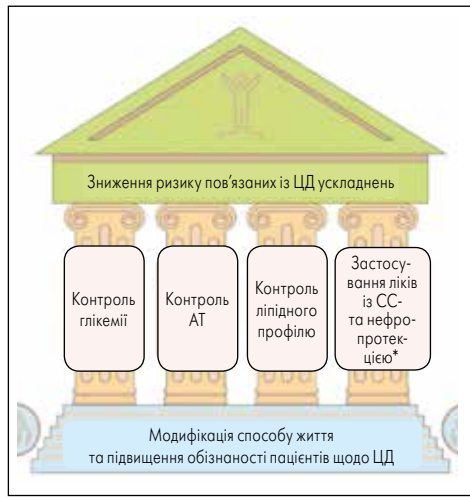 Зниження ризику пов’язаних із ЦД ускладнень
Контроль
глікемії
Контроль
АТ
Контроль
ліпідного
профілю
Застосу-
вання ліків
із СС-
та нефро-
протек-
цією*
Модифікація способу життя
та підвищення обізнаності пацієнтів щодо ЦД